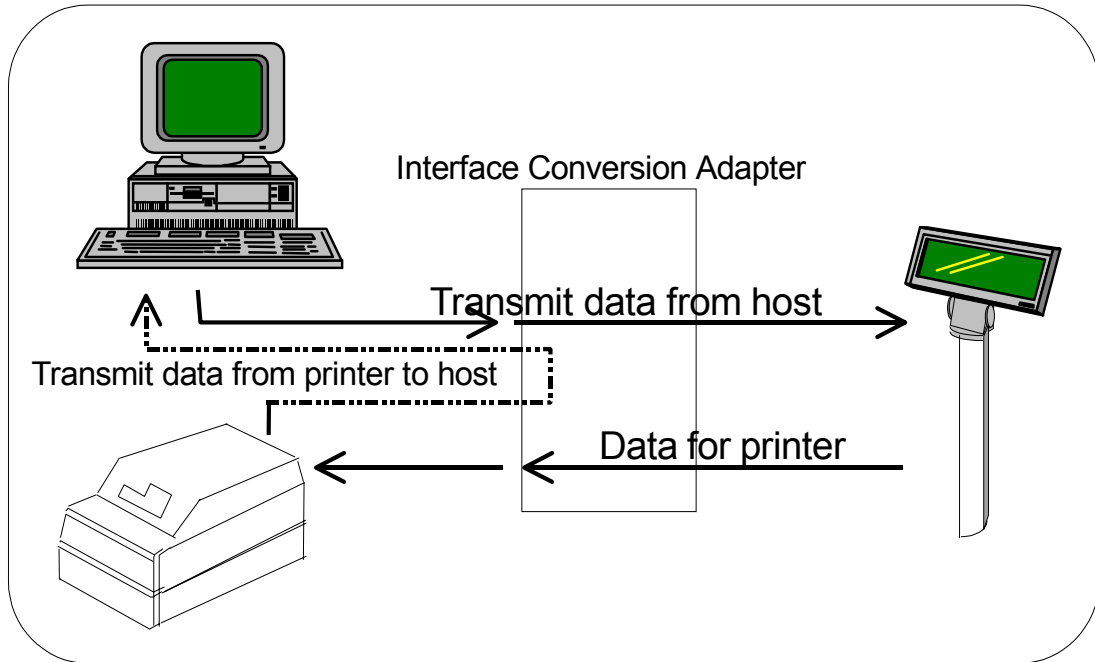 Interface Conversion Adapter
Transmit data from host
Transmit data from printer to host
Data for printer